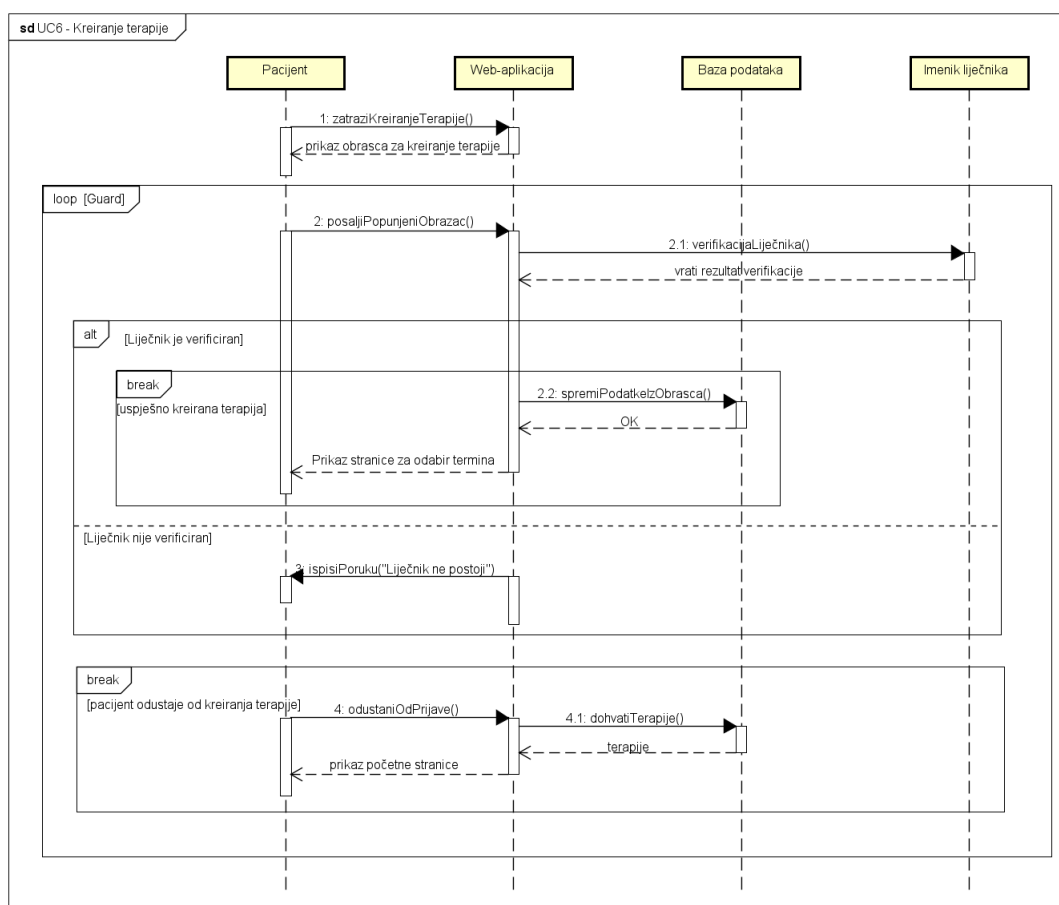 sd UC6 - Kreiranje terapije
Pacijent
Web-aplikacija
Baza podataka
Imenik liječnika
1: zatraziKreiranjeTerapije()
prikaz obrasca za kreiranje terapije
loop [Guard]
2: posaljiPopunjeniObrazac()
2.1: verifikacijaLiječnika()
vrati rezultat verifikacije
alt
[Liječnik je verificiran]
break
[uspješno kreirana terapija]
2.2: spremiPodatkeIzObrasca()
OK
Prikaz stranice za odabir termina
[Liječnik nije verificiran]
3: ispisiPoruku("Liječnik ne postoji")
break
[pacijent odustaje od kreiranja terapije]
4: odustaniOdPrijave()
4.1: dohvatiTerapije()
terapije
prikaz početne stranice